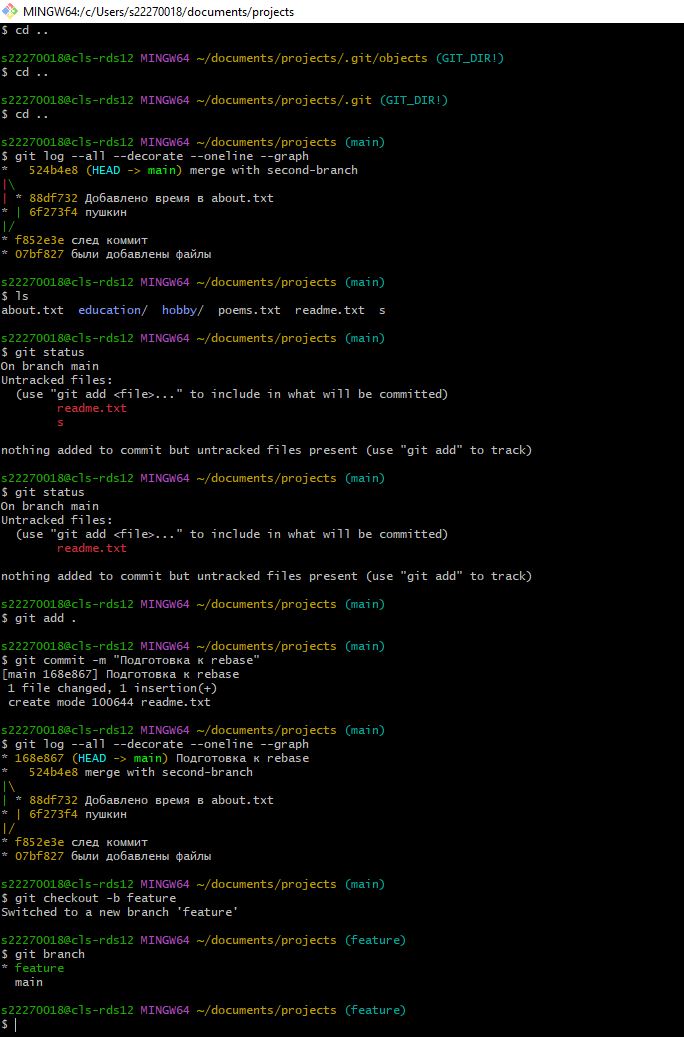 MINGW64:/c/Users/s22270018/documents/projects
$ cd ..
s22270018@cls-rds12 MINGW64 ~/documents/projects/.git/objects (GIT_DIR!)
$ cd ..
s22270018@cls-rds12 MINGW64 ~/documents/projects/.git (GIT_DIR!)
$ cd ..
s22270018@cls-rds12 MINGW64 ~/documents/projects (main)
$ git log --all --decorate --oneline --graph
*   524b4e8 (HEAD -> main) merge with second-branch
|\
| * 88df732 Добавлено время в about.txt
* | 6f273f4 пушкин
|/
* f852e3e след коммит
* 07bf827 были добавлены файлы
s22270018@cls-rds12 MINGW64 ~/documents/projects (main)
$ ls
about.txt  education/  hobby/  poems.txt  readme.txt  s
s22270018@cls-rds12 MINGW64 ~/documents/projects (main)
$ git status
On branch main
Untracked files:
  (use "git add <file>..." to include in what will be committed)
        readme.txt
        s
nothing added to commit but untracked files present (use "git add" to track)
s22270018@cls-rds12 MINGW64 ~/documents/projects (main)
$ git status
On branch main
Untracked files:
  (use "git add <file>..." to include in what will be committed)
        readme.txt
nothing added to commit but untracked files present (use "git add" to track)
s22270018@cls-rds12 MINGW64 ~/documents/projects (main)
$ git add .
s22270018@cls-rds12 MINGW64 ~/documents/projects (main)
$ git commit -m "Подготовка к rebase"
[main 168e867] Подготовка к rebase
 1 file changed, 1 insertion(+)
 create mode 100644 readme.txt
s22270018@cls-rds12 MINGW64 ~/documents/projects (main)
$ git log --all --decorate --oneline --graph
* 168e867 (HEAD -> main) Подготовка к rebase
*   524b4e8 merge with second-branch
|\
| * 88df732 Добавлено время в about.txt
* | 6f273f4 пушкин
|/
* f852e3e след коммит
* 07bf827 были добавлены файлы
s22270018@cls-rds12 MINGW64 ~/documents/projects (main)
$ git checkout -b feature
Switched to a new branch 'feature'
s22270018@cls-rds12 MINGW64 ~/documents/projects (feature)
$ git branch
* feature
  main
s22270018@cls-rds12 MINGW64 ~/documents/projects (feature)
$